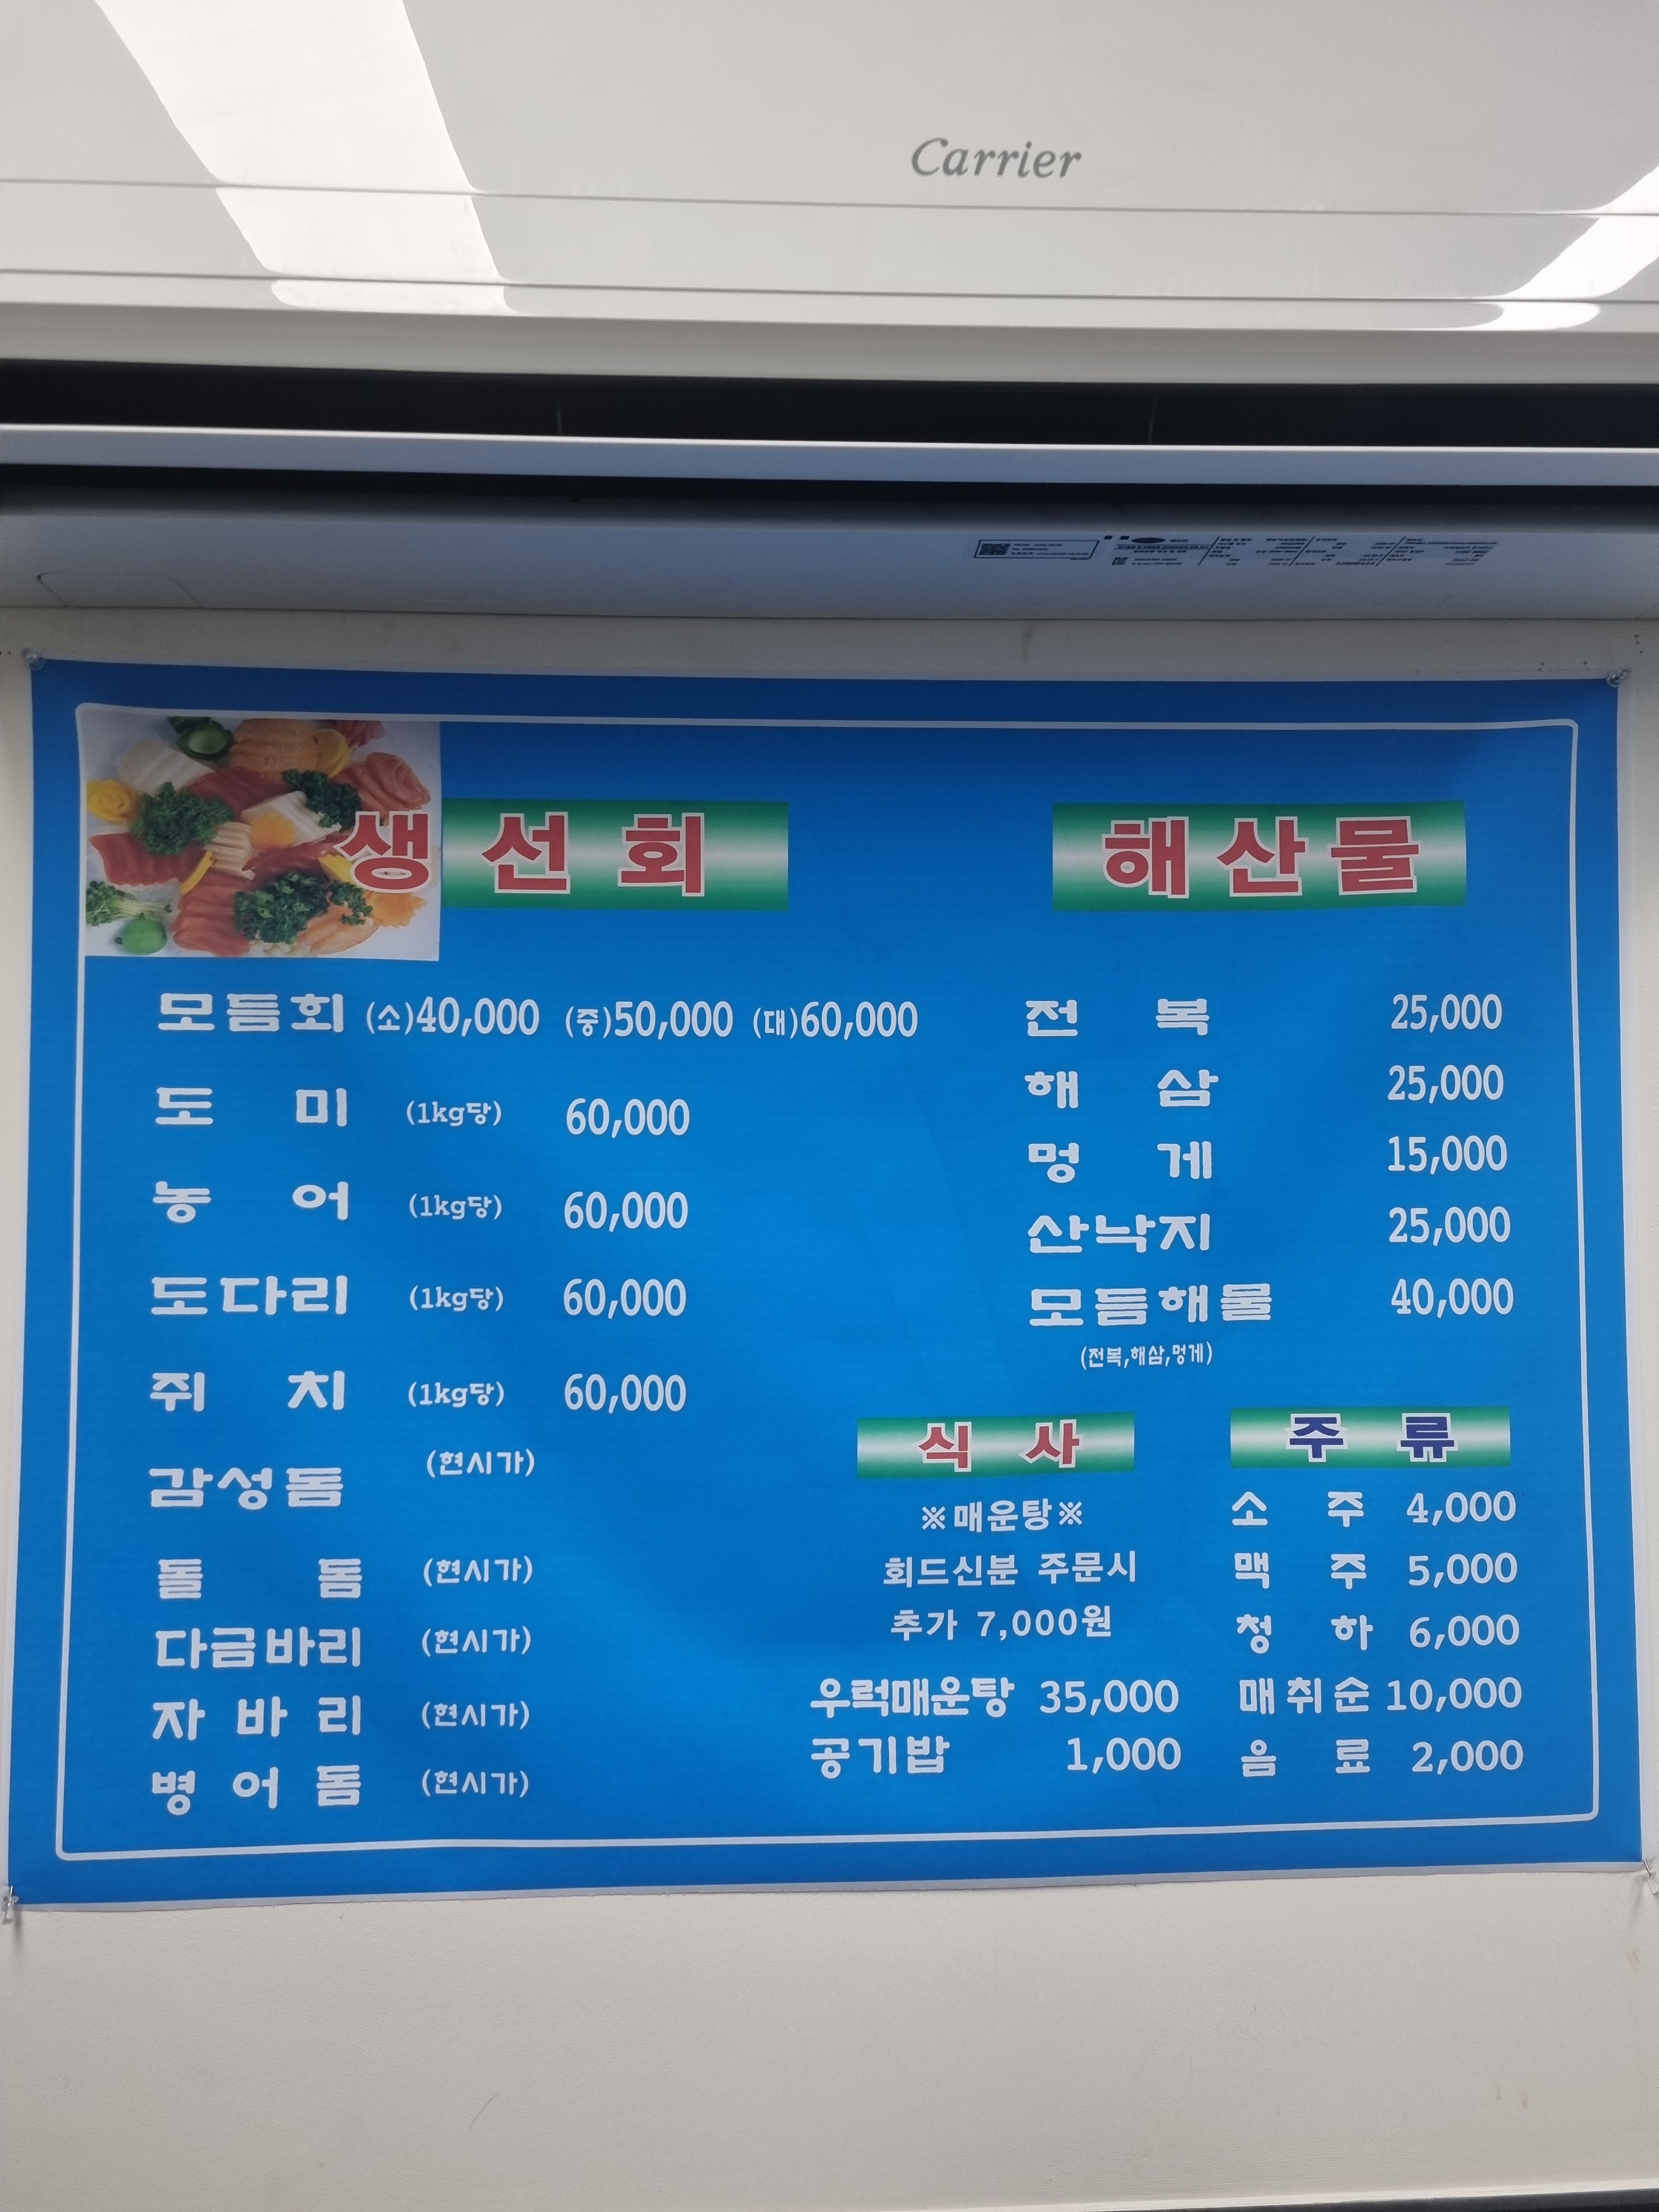 Carrier
생선회
모듬회 (소)40,000 (중)50,000 (대)60,000
도미 (1kg당) 60,000
농어 (1kg당) 60,000
도다리 (1kg당) 60,000
쥐치 (1kg당) 60,000
감성돔 (현시가)
돌돔 (현시가)
다금바리 (현시가)
자바리 (현시가)
병어돔 (현시가)
해산물
전복 25,000
해삼 25,000
멍게 15,000
산낙지 25,000
모듬해물 40,000
(전복,해삼,멍게)
식사
※매운탕※
회드신분 주문시
추가 7,000원
우럭매운탕 35,000
공기밥 1,000
주류
소주 4,000
맥주 5,000
청하 6,000
매취순 10,000
음료 2,000